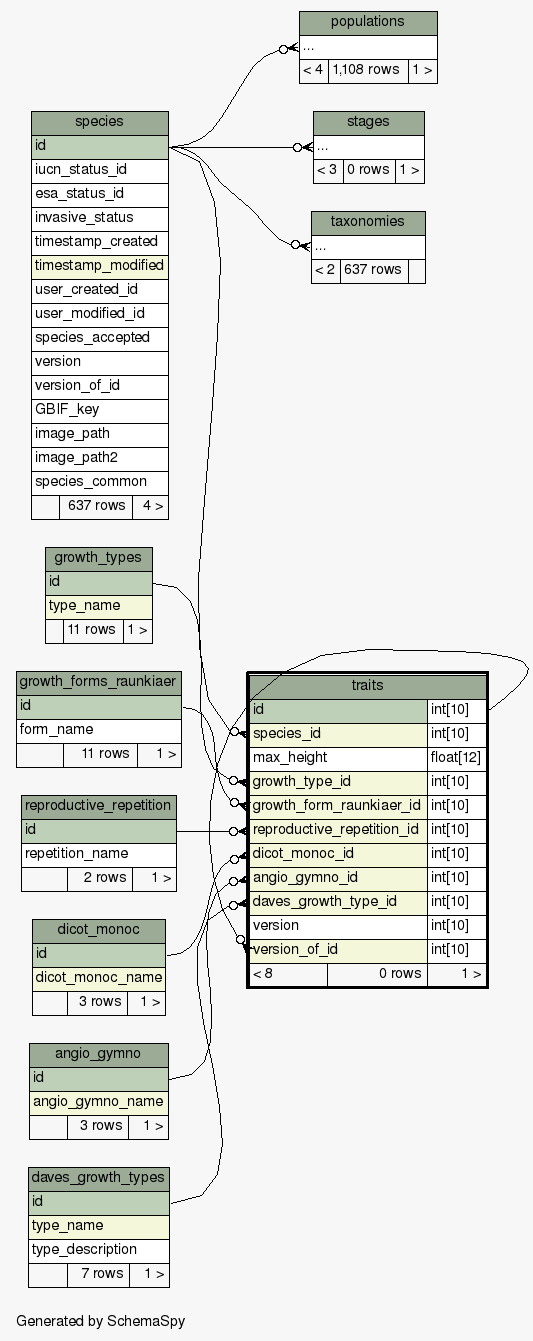 populations
...
< 4 1,108 rows 1 >
species
id
iucn_status_id
esa_status_id
invasive_status
timestamp_created
timestamp_modified
user_created_id
user_modified_id
species_accepted
version
version_of_id
GBIF_key
image_path
image_path2
species_common
637 rows 4 >
stages
...
< 3 0 rows 1 >
taxonomies
...
< 2 637 rows
growth_types
id
type_name
11 rows 1 >
growth_forms_raunkiaer
id
form_name
11 rows 1 >
reproductive_repetition
id
repetition_name
2 rows 1 >
dicot_monoc
id
dicot_monoc_name
3 rows 1 >
angio_gymno
id
angio_gymno_name
3 rows 1 >
daves_growth_types
id
type_name
type_description
7 rows 1 >
traits
id int[10]
species_id int[10]
max_height float[12]
growth_type_id int[10]
growth_form_raunkiaer_id int[10]
reproductive_repetition_id int[10]
dicot_monoc_id int[10]
angio_gymno_id int[10]
daves_growth_type_id int[10]
version int[10]
version_of_id int[10]
< 8 0 rows 1 >
Generated by SchemaSpy